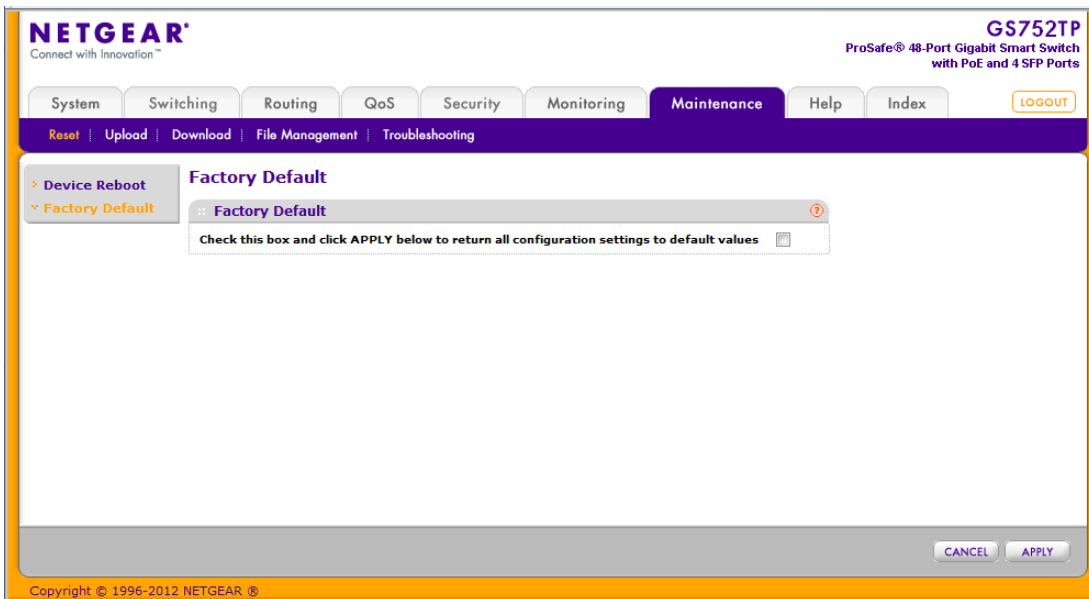 NETGEAR®
Connect with Innovation™
GS752TP
ProSafe® 48-Port Gigabit Smart Switch
with PoE and 4 SFP Ports
System Switching Routing QoS Security Monitoring Maintenance Help Index LOGOUT
Reset | Upload | Download | File Management | Troubleshooting
Device Reboot
Factory Default
Factory Default
Factory Default ?
Check this box and click APPLY below to return all configuration settings to default values
CANCEL APPLY
Copyright © 1996-2012 NETGEAR ®